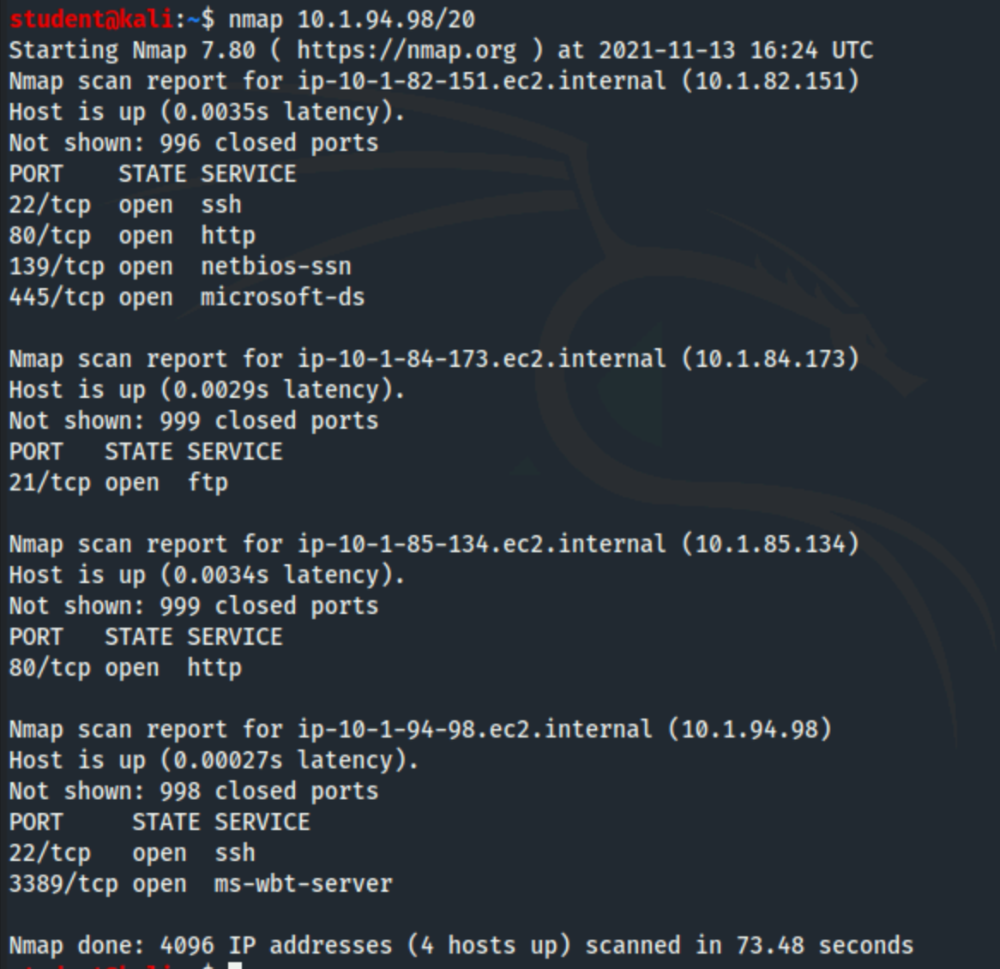 student@kali:~$ nmap 10.1.94.98/20
Starting Nmap 7.80 ( https://nmap.org ) at 2021-11-13 16:24 UTC
Nmap scan report for ip-10-1-82-151.ec2.internal (10.1.82.151)
Host is up (0.0035s latency).
Not shown: 996 closed ports
PORT    STATE SERVICE
22/tcp  open  ssh
80/tcp  open  http
139/tcp open  netbios-ssn
445/tcp open  microsoft-ds

Nmap scan report for ip-10-1-84-173.ec2.internal (10.1.84.173)
Host is up (0.0029s latency).
Not shown: 999 closed ports
PORT   STATE SERVICE
21/tcp open  ftp

Nmap scan report for ip-10-1-85-134.ec2.internal (10.1.85.134)
Host is up (0.0034s latency).
Not shown: 999 closed ports
PORT   STATE SERVICE
80/tcp open  http

Nmap scan report for ip-10-1-94-98.ec2.internal (10.1.94.98)
Host is up (0.00027s latency).
Not shown: 998 closed ports
PORT     STATE SERVICE
22/tcp   open  ssh
3389/tcp open  ms-wbt-server

Nmap done: 4096 IP addresses (4 hosts up) scanned in 73.48 seconds